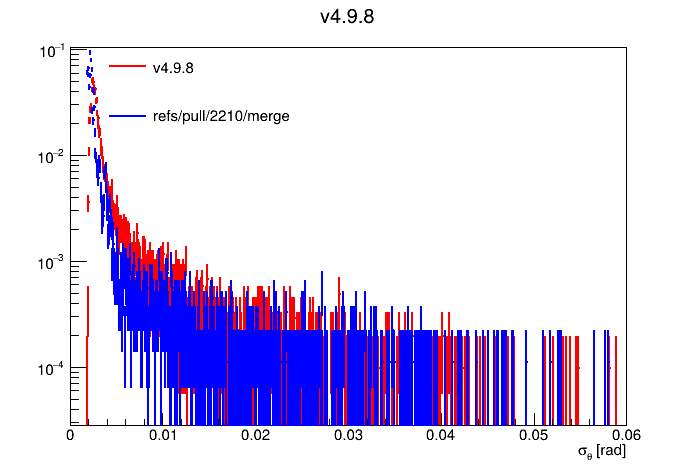 v4.9.8
10⁻¹
v4.9.8
refs/pull/2210/merge
10⁻²
10⁻³
10⁻⁴
0 0.01 0.02 0.03 0.04 0.05 0.06
σθ [rad]